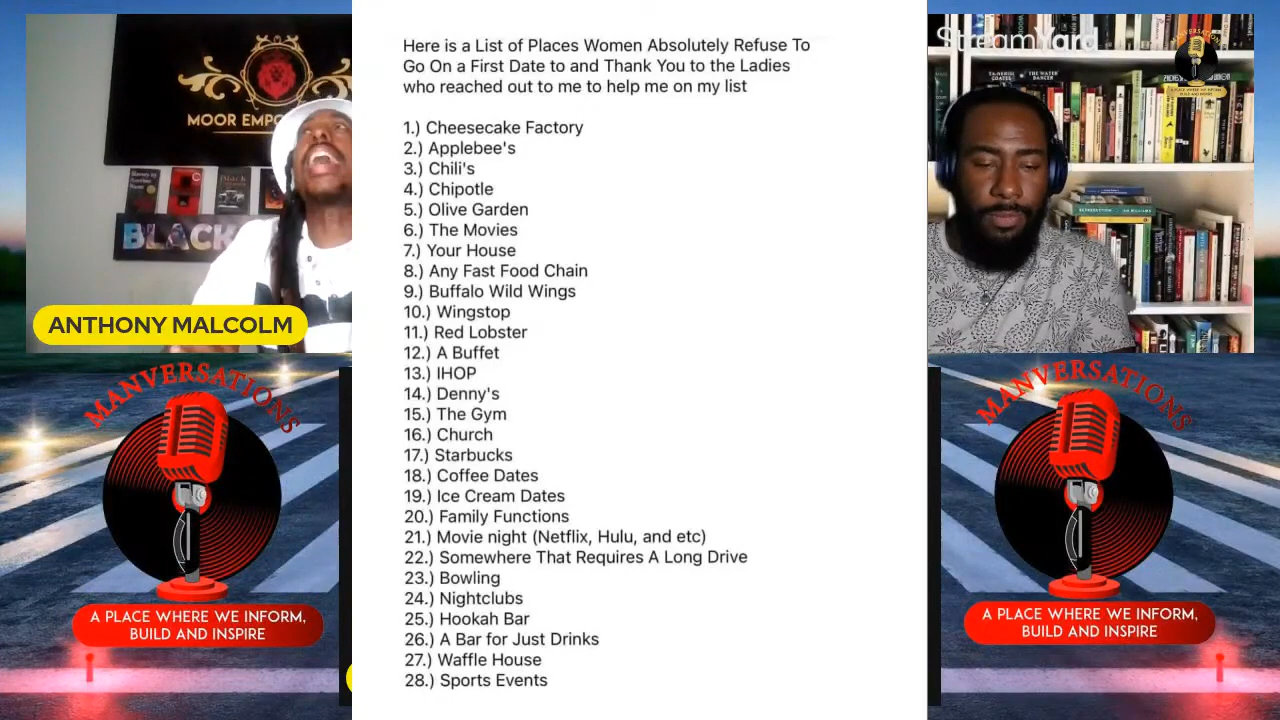 MOOR EMPO
BLACK
ANTHONY MALCOLM
Here is a List of Places Women Absolutely Refuse To
Go On a First Date to and Thank You to the Ladies
who reached out to me to help me on my list
1.) Cheesecake Factory
2.) Applebee's
3.) Chili's
4.) Chipotle
5.) Olive Garden
6.) The Movies
7.) Your House
8.) Any Fast Food Chain
9.) Buffalo Wild Wings
10.) Wingstop
11.) Red Lobster
12.) A Buffet
13.) IHOP
14.) Denny's
15.) The Gym
16.) Church
17.) Starbucks
18.) Coffee Dates
19.) Ice Cream Dates
20.) Family Functions
21.) Movie night (Netflix, Hulu, and etc)
22.) Somewhere That Requires A Long Drive
23.) Bowling
24.) Nightclubs
25.) Hookah Bar
26.) A Bar for Just Drinks
27.) Waffle House
28.) Sports Events
StreamYard
MANVERSATIONS
A PLACE WHERE WE INFORM,
BUILD AND INSPIRE
MANVERSATIONS
A PLACE WHERE WE INFORM,
BUILD AND INSPIRE